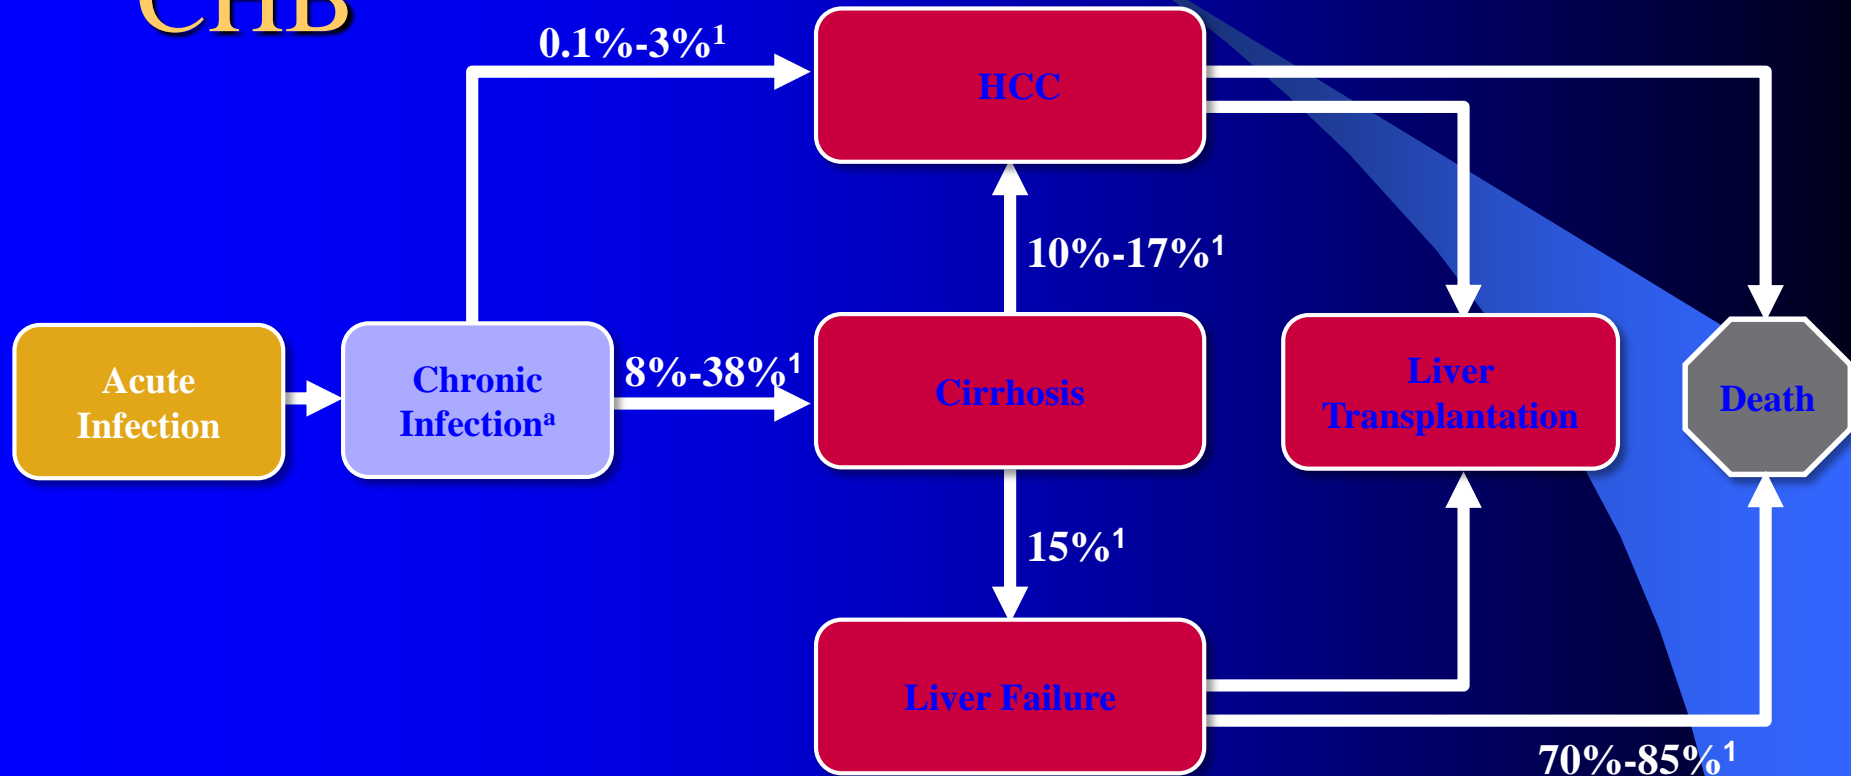 CHB
0.1%-3%¹
HCC
10%-17%¹
Acute
Infection
Chronic
Infectionᵃ
8%-38%¹
Cirrhosis
Liver
Transplantation
Death
15%¹
Liver Failure
70%-85%¹